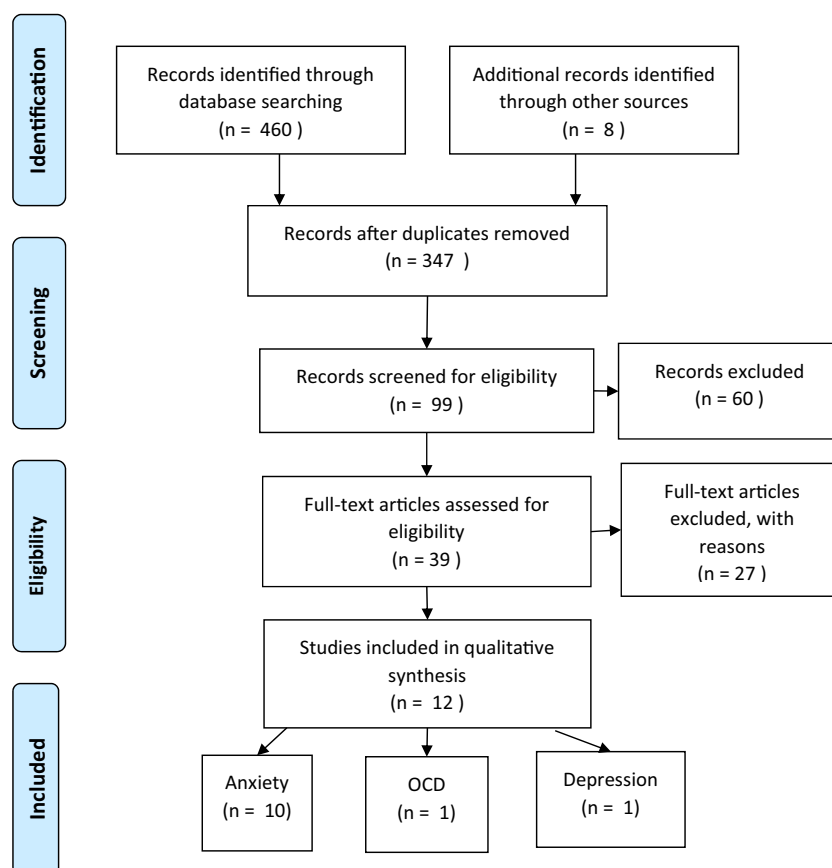 Identification
Records identified through
database searching
(n = 460 )
Additional records identified
through other sources
(n = 8 )
Records after duplicates removed
(n = 347 )
Screening
Records screened for eligibility
(n = 99 )
Records excluded
(n = 60 )
Eligibility
Full-text articles assessed for
eligibility
(n = 39 )
Full-text articles
excluded, with
reasons
(n = 27 )
Studies included in qualitative
synthesis
(n = 12 )
Included
Anxiety
(n = 10)
OCD
(n = 1)
Depression
(n = 1)